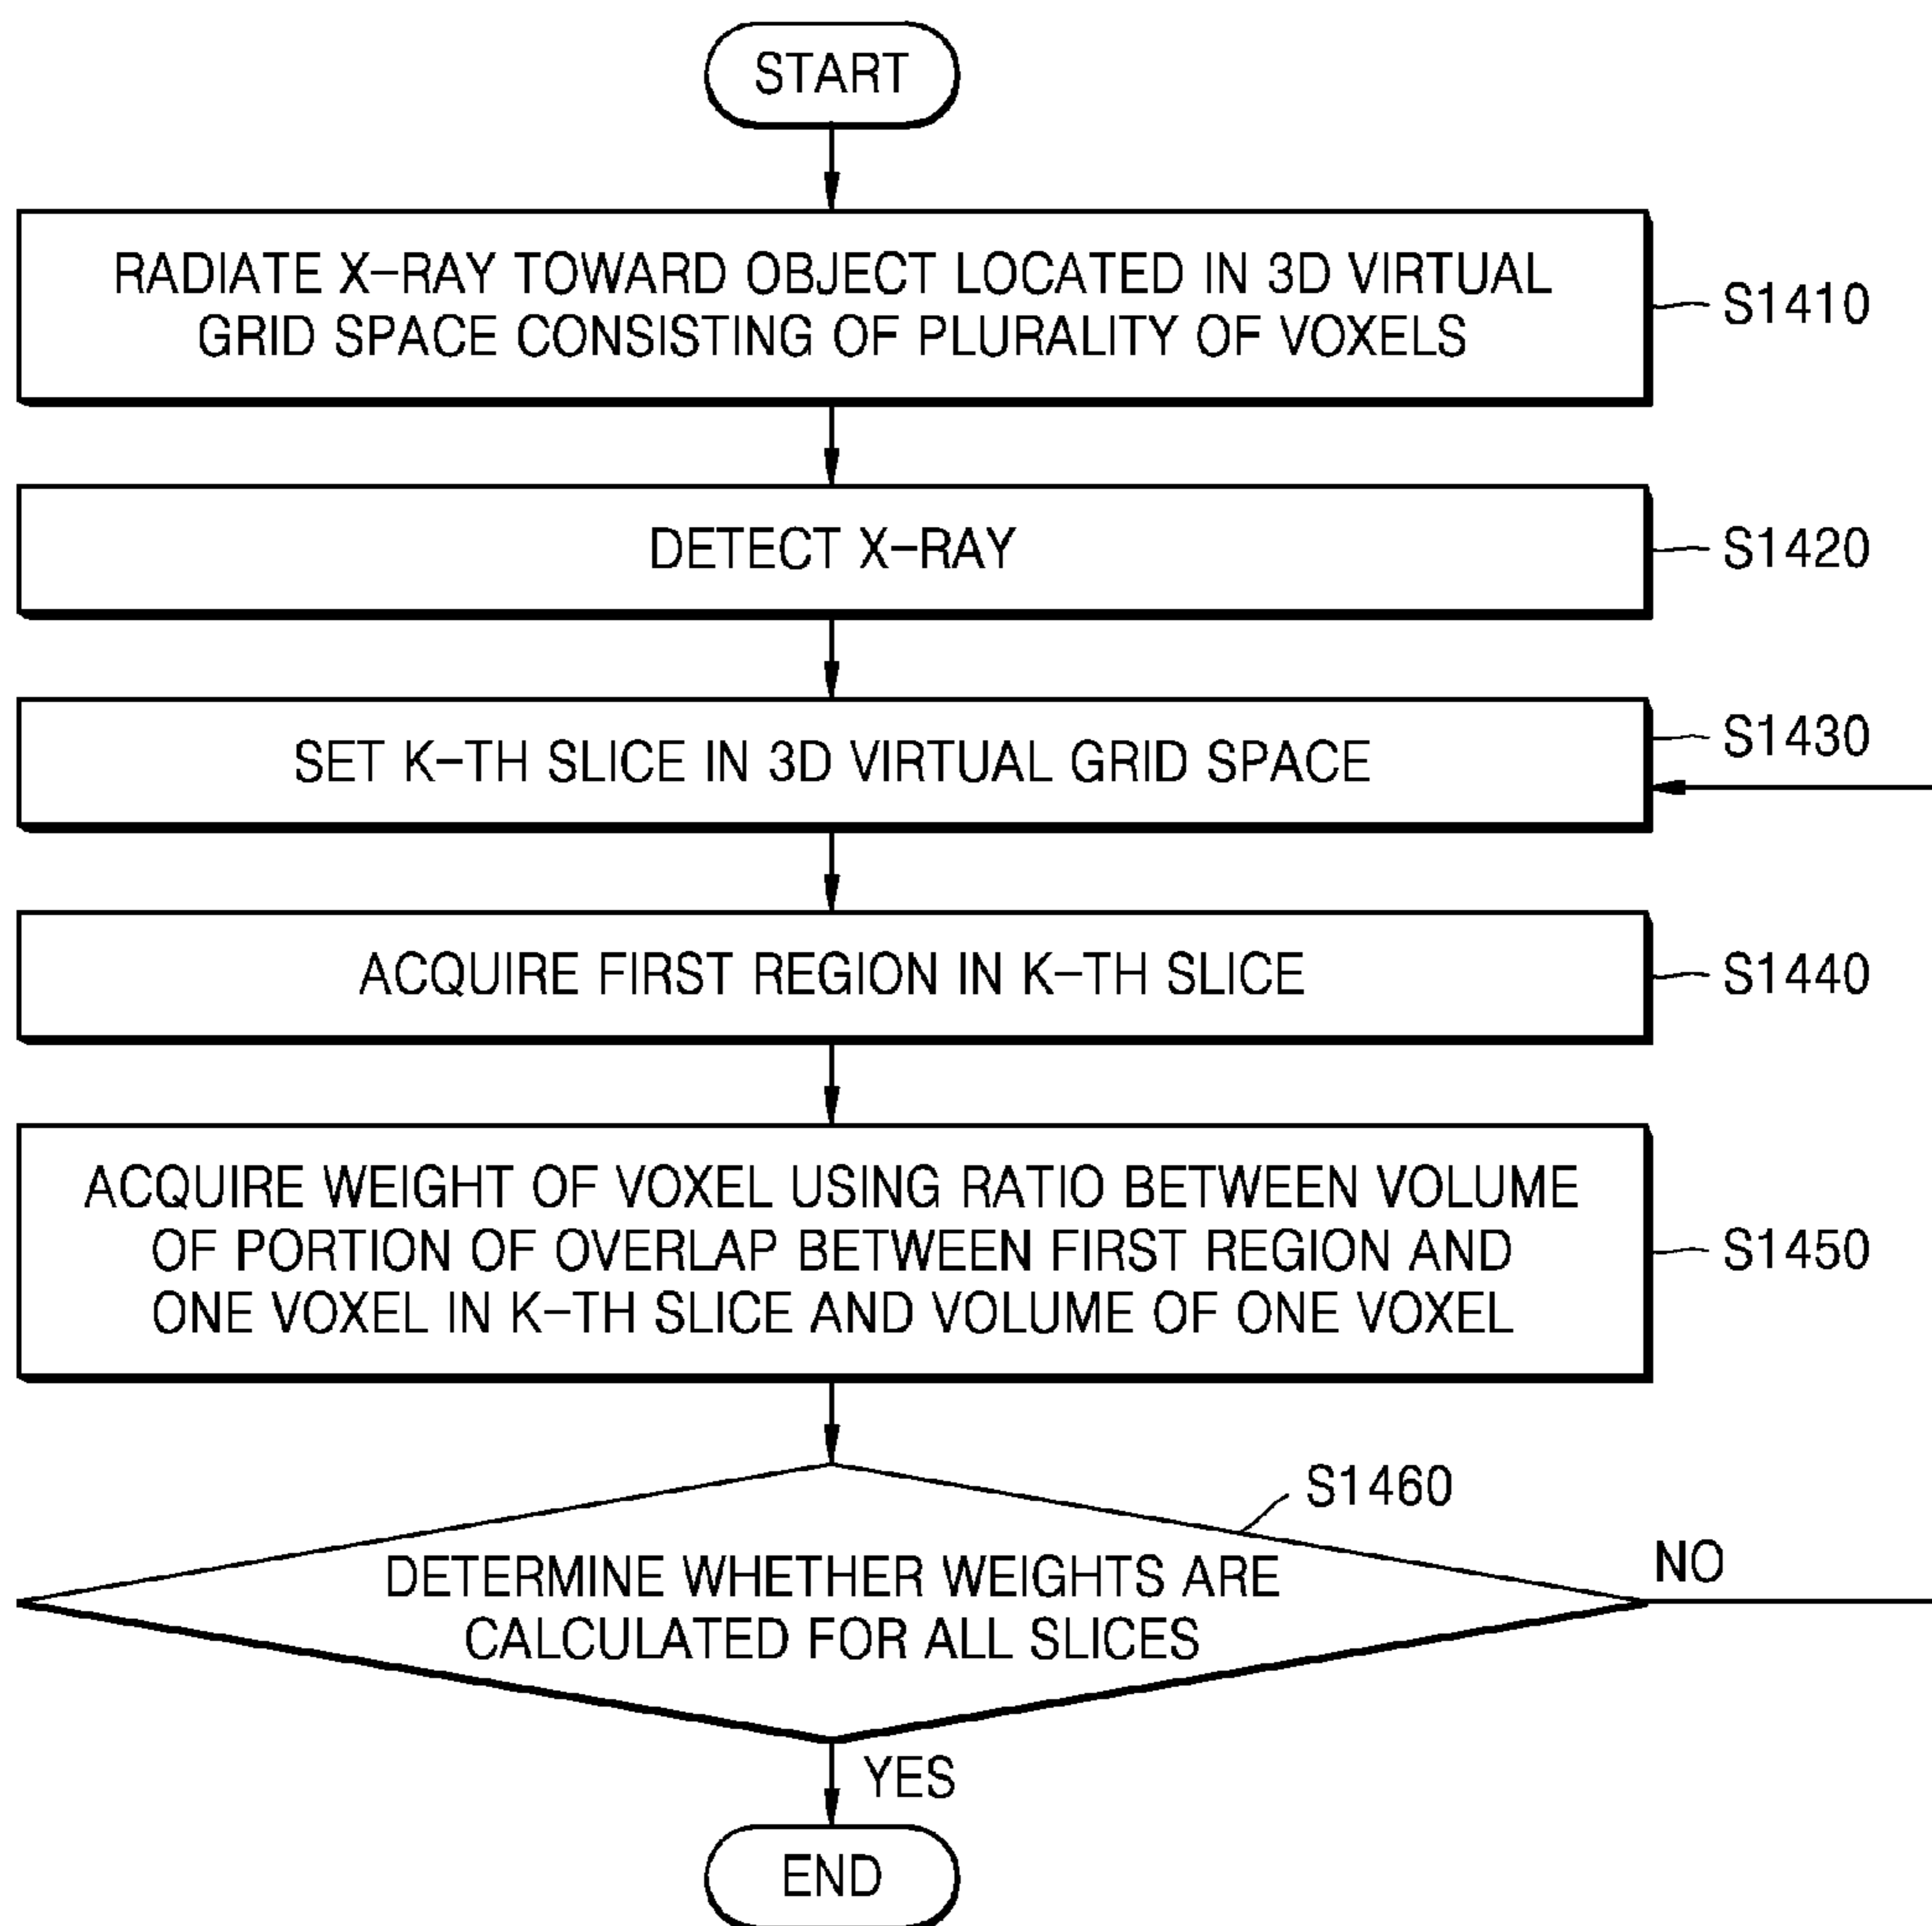 START
RADIATE X-RAY TOWARD OBJECT LOCATED IN 3D VIRTUAL
GRID SPACE CONSISTING OF PLURALITY OF VOXELS
S1410
DETECT X-RAY
S1420
SET K-TH SLICE IN 3D VIRTUAL GRID SPACE
S1430
ACQUIRE FIRST REGION IN K-TH SLICE
S1440
ACQUIRE WEIGHT OF VOXEL USING RATIO BETWEEN VOLUME
OF PORTION OF OVERLAP BETWEEN FIRST REGION AND
ONE VOXEL IN K-TH SLICE AND VOLUME OF ONE VOXEL
S1450
S1460
DETERMINE WHETHER WEIGHTS ARE
CALCULATED FOR ALL SLICES
NO
YES
END